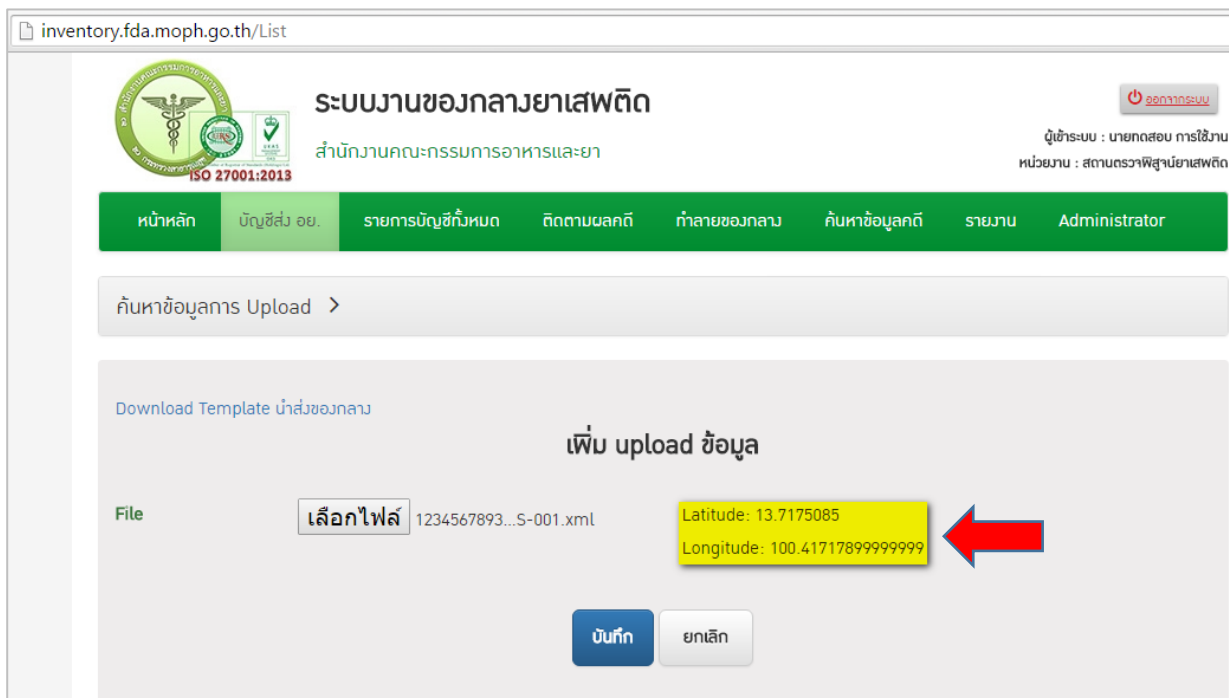 inventory.fda.moph.go.th/List
ระบบงานของกลางยาเสพติด
สำนักงานคณะกรรมการอาหารและยา
ISO 27001:2013
ออกจากระบบ
ผู้เข้าระบบ : นายทดสอบ การใช้งาน
หน่วยงาน : สถานตรวจพิสูจน์ยาเสพติด
หน้าหลัก บัญชีส่ง อย. รายการบัญชีทั้งหมด ติดตามผลคดี ทำลายของกลาง ค้นหาข้อมูลคดี รายงาน Administrator
ค้นหาข้อมูลการ Upload >
Download Template นำส่งของกลาง
เพิ่ม upload ข้อมูล
File เลือกไฟล์ 1234567893...S-001.xml Latitude: 13.7175085
Longitude: 100.41717899999999
บันทึก ยกเลิก